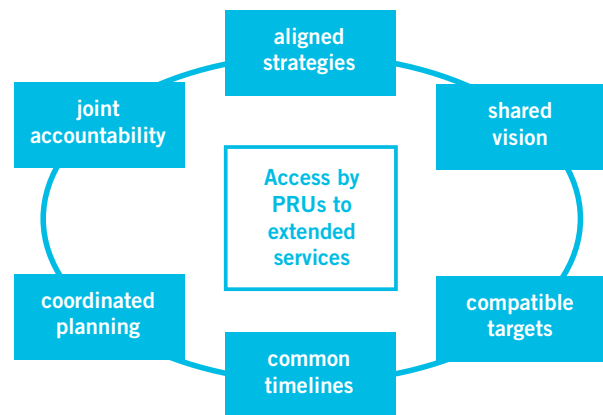 aligned
strategies
joint
accountability
shared
vision
Access by
PRUs to
extended
services
coordinated
planning
compatible
targets
common
timelines